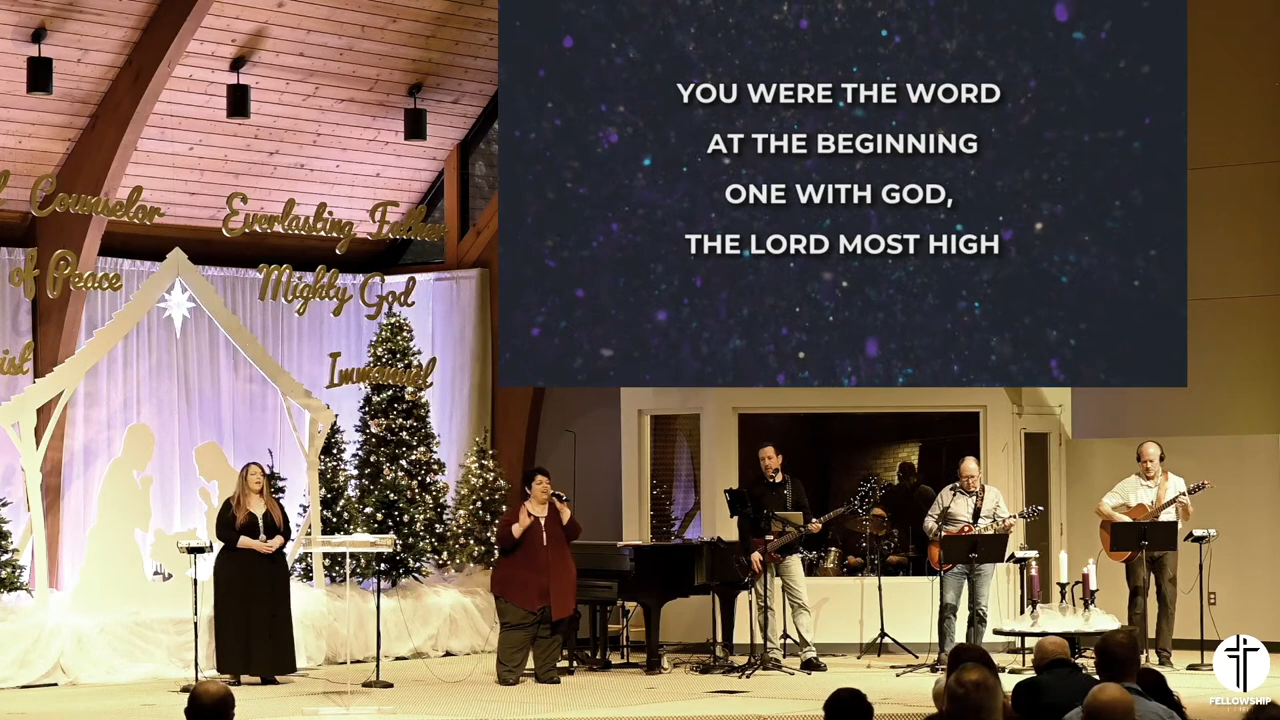 YOU WERE THE WORD
AT THE BEGINNING
ONE WITH GOD,
THE LORD MOST HIGH
Counselor
Everlasting Father
of Peace
Mighty God
Immanuel
FELLOWSHIP